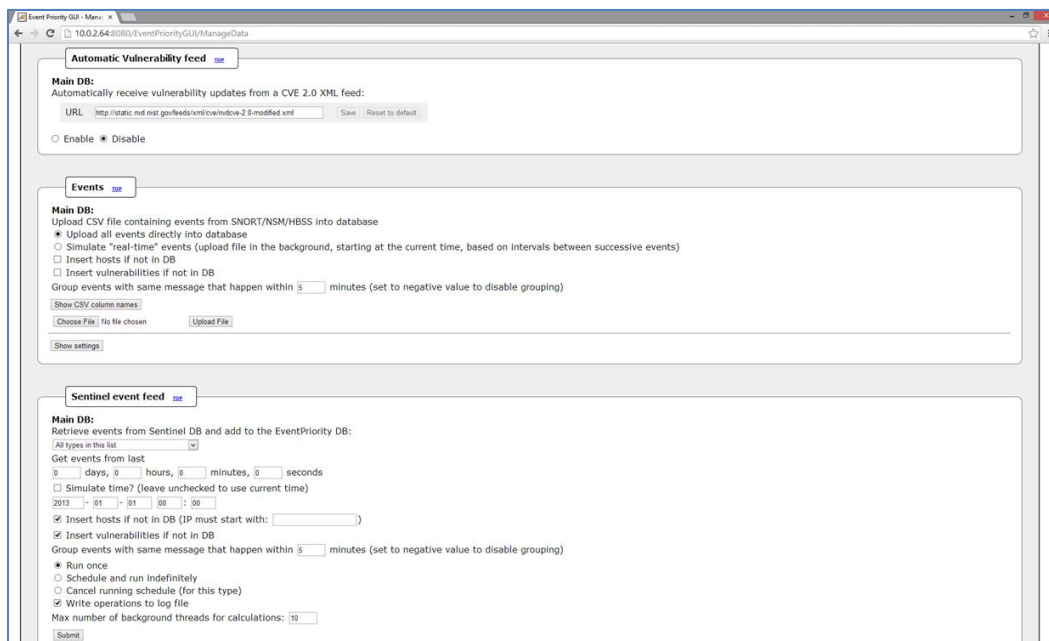 Event Priority GUI - Mana
10.0.2.64:8080/EventPriorityGUI/ManageData
Automatic Vulnerability feed TOP
Main DB:
Automatically receive vulnerability updates from a CVE 2.0 XML feed:
URL http://static.nvd.nist.gov/feeds/xml/cve/nvdcve-2.0-modified.xml Save Reset to default
Enable Disable
Events TOP
Main DB:
Upload CSV file containing events from SNORT/NSM/HBSS into database
Upload all events directly into database
Simulate "real-time" events (upload file in the background, starting at the current time, based on intervals between successive events)
Insert hosts if not in DB
Insert vulnerabilities if not in DB
Group events with same message that happen within 5 minutes (set to negative value to disable grouping)
Show CSV column names
Choose File No file chosen Upload File
Show settings
Sentinel event feed TOP
Main DB:
Retrieve events from Sentinel DB and add to the EventPriority DB:
All types in this list
Get events from last
0 days, 0 hours, 0 minutes, 0 seconds
Simulate time? (leave unchecked to use current time)
2013 - 01 - 01 00 : 00
Insert hosts if not in DB (IP must start with: )
Insert vulnerabilities if not in DB
Group events with same message that happen within 5 minutes (set to negative value to disable grouping)
Run once
Schedule and run indefinitely
Cancel running schedule (for this type)
Write operations to log file
Max number of background threads for calculations: 10
Submit